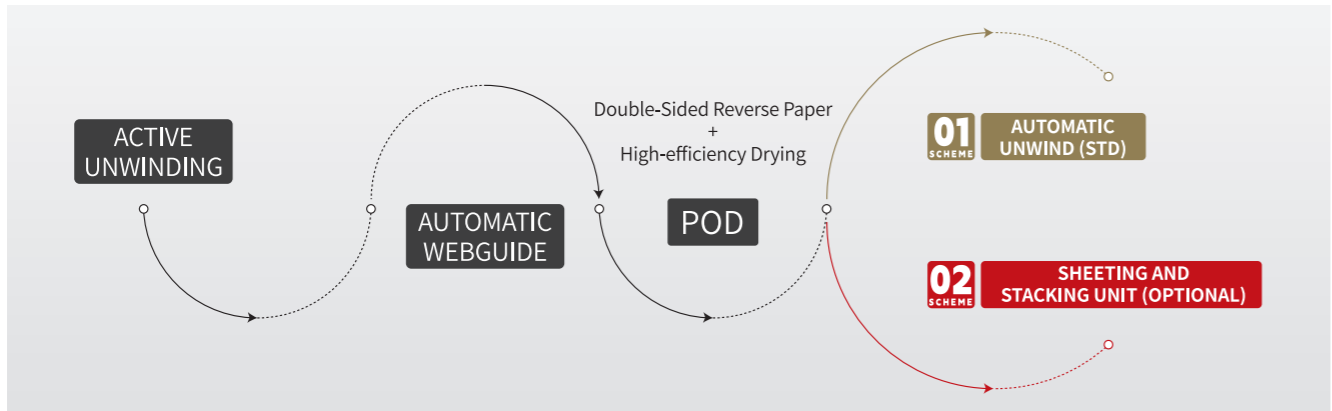 ACTIVE
UNWINDING
AUTOMATIC
WEBGUIDE
Double-Sided Reverse Paper
+
High-efficiency Drying
POD
01
SCHEME
AUTOMATIC
UNWIND (STD)
02
SCHEME
SHEETING AND
STACKING UNIT (OPTIONAL)